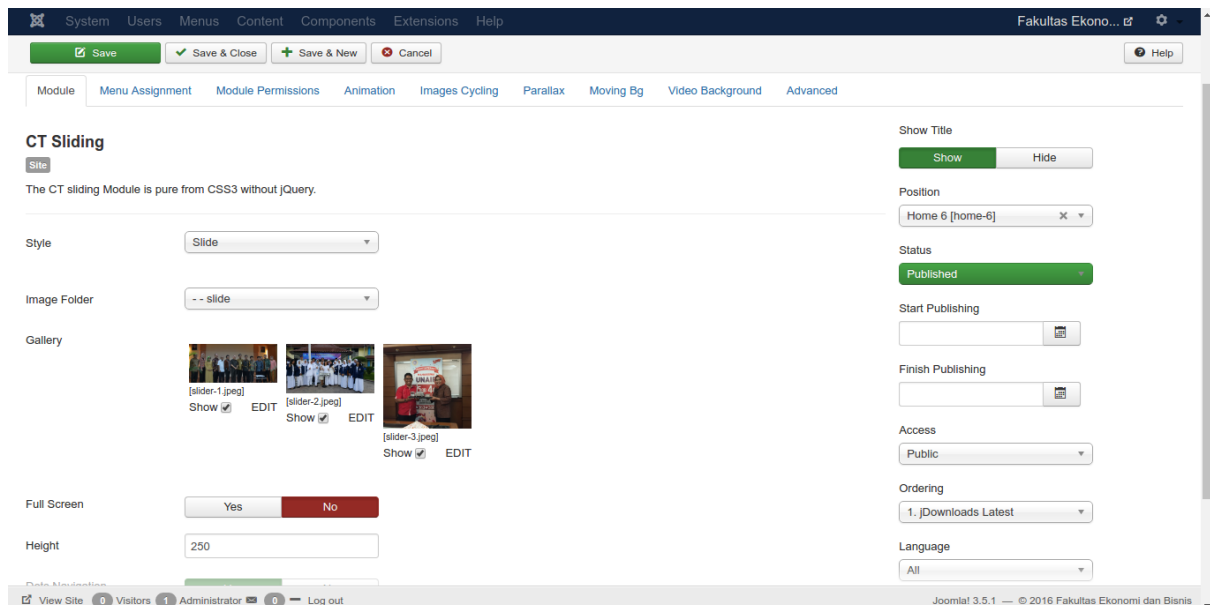 System Users Menus Content Components Extensions Help Fakultas Ekono...
Save Save & Close Save & New Cancel Help
Module Menu Assignment Module Permissions Animation Images Cycling Parallax Moving Bg Video Background Advanced
CT Sliding
Site
The CT sliding Module is pure from CSS3 without jQuery.
Style Slide
Image Folder - - slide
Gallery
UNAIR
[slider-1.jpeg]
Show EDIT
[slider-2.jpeg]
Show EDIT
[slider-3.jpeg]
Show EDIT
Full Screen Yes No
Height 250
Show Title
Show Hide
Position
Home 6 [home-6]
Status
Published
Start Publishing
Finish Publishing
Access
Public
Ordering
1. jDownloads Latest
Language
All
View Site 0 Visitors 1 Administrator 0 Log out Joomla! 3.5.1 — © 2016 Fakultas Ekonomi dan Bisnis